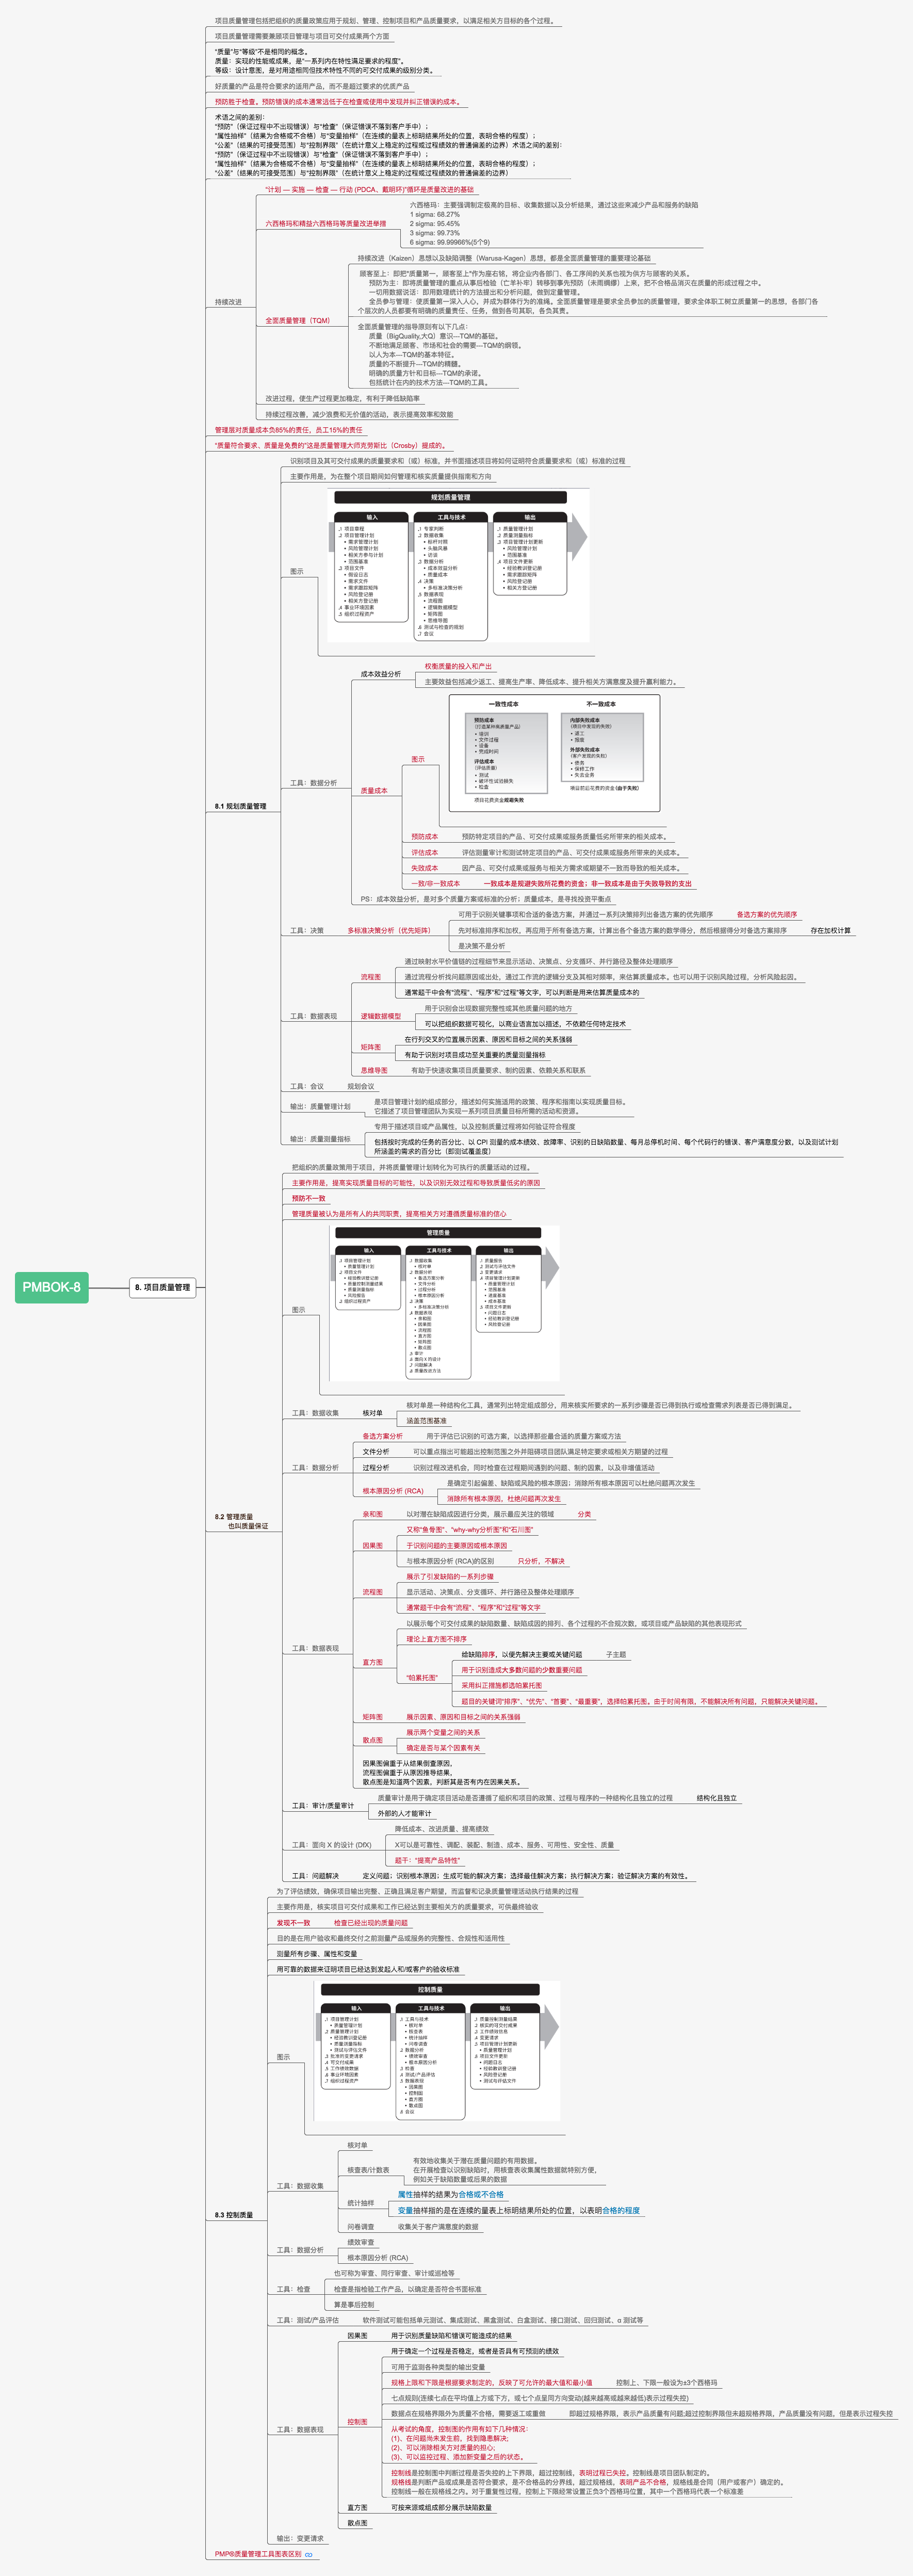 项目质量管理包括把组织的质量政策应用于规划、管理、控制项目和产品质量要求，以满足相关方目标的各个过程。
项目质量管理需要兼顾项目管理与项目可交付成果两个方面
“质量”与“等级”不是相同的概念。
质量：实现的性能或成果，是“一系列内在特性满足要求的程度”。
等级：设计意图，是对用途相同但技术特性不同的可交付成果的级别分类。
好质量的产品是符合要求的适用产品，而不是超过要求的优质产品
预防胜于检查。预防错误的成本通常远低于在检查或使用中发现并纠正错误的成本。
术语之间的差别：
“预防”（保证过程中不出现错误）与“检查”（保证错误不落到客户手中）；
“属性抽样”（结果为合格或不合格）与“变量抽样”（在连续的量表上标明结果所处的位置，表明合格的程度）；
“公差”（结果的可接受范围）与“控制界限”（在统计意义上稳定的过程或过程绩效的普通偏差的边界）术语之间的差别：
“预防”（保证过程中不出现错误）与“检查”（保证错误不落到客户手中）；
“属性抽样”（结果为合格或不合格）与“变量抽样”（在连续的量表上标明结果所处的位置，表明合格的程度）；
“公差”（结果的可接受范围）与“控制界限”（在统计意义上稳定的过程或过程绩效的普通偏差的边界）
持续改进
“计划 — 实施 — 检查 — 行动 (PDCA、戴明环)”循环是质量改进的基础
六西格玛和精益六西格玛等质量改进举措
六西格玛：主要强调制定极高的目标、收集数据以及分析结果，通过这些来减少产品和服务的缺陷
1 sigma: 68.27%
2 sigma: 95.45%
3 sigma: 99.73%
6 sigma: 99.99966%(5个9)
全面质量管理（TQM）
持续改进（Kaizen）思想以及缺陷调整（Warusa-Kagen）思想，都是全面质量管理的重要理论基础
顾客至上：即把“质量第一，顾客至上”作为座右铭，将企业内各部门、各工序间的关系也视为供方与顾客的关系。
预防为主：即将质量管理的重点从事后检验（亡羊补牢）转移到事先预防（未雨绸缪）上来，把不合格品消灭在质量的形成过程之中。
一切用数据说话：即用数理统计的方法提出和分析问题，做到定量管理。
全员参与管理：使质量第一深入人心，并成为群体行为的准绳。全面质量管理是要求全员参加的质量管理，要求全体职工树立质量第一的思想，各部门各
个层次的人员都要有明确的质量责任、任务，做到各司其职，各负其责。
全面质量管理的指导原则有以下几点：
质量（BigQuality,大Q）意识—TQM的基础。
不断地满足顾客、市场和社会的需要—TQM的纲领。
以人为本—TQM的基本特征。
质量的不断提升—TQM的精髓。
明确的质量方针和目标—TQM的承诺。
包括统计在内的技术方法—TQM的工具。
改进过程，使生产过程更加稳定，有利于降低缺陷率
持续过程改善，减少浪费和无价值的活动，表示提高效率和效能
管理层对质量成本负85%的责任，员工15%的责任
“质量符合要求、质量是免费的”这是质量管理大师克劳斯比（Crosby）提成的。
PMBOK-8
8. 项目质量管理
8.1 规划质量管理
识别项目及其可交付成果的质量要求和（或）标准，并书面描述项目将如何证明符合质量要求和（或）标准的过程
主要作用是，为在整个项目期间如何管理和核实质量提供指南和方向
图示
规划质量管理
输入
.1 项目章程
.2 项目管理计划
• 需求管理计划
• 风险管理计划
• 相关方参与计划
• 范围基准
.3 项目文件
• 假设日志
• 需求文件
• 需求跟踪矩阵
• 风险登记册
• 相关方登记册
.4 事业环境因素
.5 组织过程资产
工具与技术
.1 专家判断
.2 数据收集
• 标杆对照
• 头脑风暴
• 访谈
.3 数据分析
• 成本效益分析
• 质量成本
.4 决策
• 多标准决策分析
.5 数据表现
• 流程图
• 逻辑数据模型
• 矩阵图
• 思维导图
.6 测试与检查的规划
.7 会议
输出
.1 质量管理计划
.2 质量测量指标
.3 项目管理计划更新
• 风险管理计划
• 范围基准
.4 项目文件更新
• 经验教训登记册
• 需求跟踪矩阵
• 风险登记册
• 相关方登记册
工具：数据分析
成本效益分析
权衡质量的投入和产出
主要效益包括减少返工、提高生产率、降低成本、提升相关方满意度及提升赢利能力。
质量成本
图示
一致性成本
预防成本
(打造某种高质量产品)
• 培训
• 文件过程
• 设备
• 完成时间
评估成本
(评估质量)
• 测试
• 破坏性试验损失
• 检查
项目花费资金规避失败
不一致成本
内部失败成本
(项目中发现的失败)
• 返工
• 报废
外部失败成本
(客户发现的失败)
• 债务
• 保修工作
• 失去业务
项目前后花费的资金(由于失败)
预防成本 预防特定项目的产品、可交付成果或服务质量低劣所带来的相关成本。
评估成本 评估测量审计和测试特定项目的产品、可交付成果或服务所带来的关成本。
失败成本 因产品、可交付成果或服务与相关方需求或期望不一致而导致的相关成本。
一致/非一致成本 一致成本是规避失败所花费的资金；非一致成本是由于失败导致的支出
PS：成本效益分析，是对多个质量方案或标准的分析；质量成本，是寻找投资平衡点
工具：决策
多标准决策分析（优先矩阵）
可用于识别关键事项和合适的备选方案，并通过一系列决策排列出备选方案的优先顺序 备选方案的优先顺序
先对标准排序和加权，再应用于所有备选方案，计算出各个备选方案的数学得分，然后根据得分对备选方案排序 存在加权计算
是决策不是分析
工具：数据表现
流程图
通过映射水平价值链的过程细节来显示活动、决策点、分支循环、并行路径及整体处理顺序
通过流程分析找问题原因或出处，通过工作流的逻辑分支及其相对频率，来估算质量成本。也可以用于识别风险过程，分析风险起因。
通常题干中会有“流程”、“程序”和“过程”等文字，可以判断是用来估算质量成本的
逻辑数据模型
用于识别会出现数据完整性或其他质量问题的地方
可以把组织数据可视化，以商业语言加以描述，不依赖任何特定技术
矩阵图
在行列交叉的位置展示因素、原因和目标之间的关系强弱
有助于识别对项目成功至关重要的质量测量指标
思维导图 有助于快速收集项目质量要求、制约因素、依赖关系和联系
工具：会议 规划会议
输出：质量管理计划
是项目管理计划的组成部分，描述如何实施适用的政策、程序和指南以实现质量目标。
它描述了项目管理团队为实现一系列项目质量目标所需的活动和资源。
输出：质量测量指标
专用于描述项目或产品属性，以及控制质量过程将如何验证符合程度
包括按时完成的任务的百分比、以 CPI 测量的成本绩效、故障率、识别的日缺陷数量、每月总停机时间、每个代码行的错误、客户满意度分数，以及测试计划
所涵盖的需求的百分比（即测试覆盖度）
8.2 管理质量
也叫质量保证
把组织的质量政策用于项目，并将质量管理计划转化为可执行的质量活动的过程。
主要作用是，提高实现质量目标的可能性，以及识别无效过程和导致质量低劣的原因
预防不一致
管理质量被认为是所有人的共同职责，提高相关方对遵循质量标准的信心
图示
管理质量
输入
.1 项目管理计划
• 质量管理计划
.2 项目文件
• 经验教训登记册
• 质量控制测量结果
• 质量测量指标
• 风险报告
.3 组织过程资产
工具与技术
.1 数据收集
• 核对单
.2 数据分析
• 备选方案分析
• 文件分析
• 过程分析
• 根本原因分析
.3 决策
• 多标准决策分析
.4 数据表现
• 亲和图
• 因果图
• 流程图
• 直方图
• 矩阵图
• 散点图
.5 审计
.6 面向 X 的设计
.7 问题解决
.8 质量改进方法
输出
.1 质量报告
.2 测试与评估文件
.3 变更请求
.4 项目管理计划更新
• 质量管理计划
• 范围基准
• 进度基准
• 成本基准
.5 项目文件更新
• 问题日志
• 经验教训登记册
• 风险登记册
工具：数据收集
核对单
核对单是一种结构化工具，通常列出特定组成部分，用来核实所要求的一系列步骤是否已得到执行或检查需求列表是否已得到满足。
涵盖范围基准
工具：数据分析
备选方案分析 用于评估已识别的可选方案，以选择那些最合适的质量方案或方法
文件分析 可以重点指出可能超出控制范围之外并阻碍项目团队满足特定要求或相关方期望的过程
过程分析 识别过程改进机会，同时检查在过程期间遇到的问题、制约因素，以及非增值活动
根本原因分析 (RCA)
是确定引起偏差、缺陷或风险的根本原因；消除所有根本原因可以杜绝问题再次发生
消除所有根本原因，杜绝问题再次发生
工具：数据表现
亲和图 以对潜在缺陷成因进行分类，展示最应关注的领域 分类
因果图
又称“鱼骨图”、“why-why分析图”和“石川图”
于识别问题的主要原因或根本原因
与根本原因分析 (RCA)的区别 只分析，不解决
流程图
展示了引发缺陷的一系列步骤
显示活动、决策点、分支循环、并行路径及整体处理顺序
通常题干中会有“流程”、“程序”和“过程”等文字
直方图
以展示每个可交付成果的缺陷数量、缺陷成因的排列、各个过程的不合规次数，或项目或产品缺陷的其他表现形式
理论上直方图不排序
“帕累托图”
给缺陷排序，以便先解决主要或关键问题 子主题
用于识别造成大多数问题的少数重要问题
采用纠正措施都选帕累托图
题目的关键词“排序”、“优先”、“首要”、“最重要”，选择帕累托图。由于时间有限，不能解决所有问题，只能解决关键问题。
矩阵图 展示因素、原因和目标之间的关系强弱
散点图
展示两个变量之间的关系
确定是否与某个因素有关
因果图偏重于从结果倒查原因，
流程图偏重于从原因推导结果，
散点图是知道两个因素，判断其是否有内在因果关系。
工具：审计/质量审计
质量审计是用于确定项目活动是否遵循了组织和项目的政策、过程与程序的一种结构化且独立的过程 结构化且独立
外部的人才能审计
工具：面向 X 的设计 (DfX)
降低成本、改进质量、提高绩效
X可以是可靠性、调配、装配、制造、成本、服务、可用性、安全性、质量
题干：“提高产品特性”
工具：问题解决 定义问题；识别根本原因；生成可能的解决方案；选择最佳解决方案；执行解决方案；验证解决方案的有效性。
8.3 控制质量
为了评估绩效，确保项目输出完整、正确且满足客户期望，而监督和记录质量管理活动执行结果的过程
主要作用是，核实项目可交付成果和工作已经达到主要相关方的质量要求，可供最终验收
发现不一致 检查已经出现的质量问题
目的是在用户验收和最终交付之前测量产品或服务的完整性、合规性和适用性
测量所有步骤、属性和变量
用可靠的数据来证明项目已经达到发起人和/或客户的验收标准
图示
控制质量
输入
.1 项目管理计划
• 质量管理计划
.2 质量管理计划
• 经验教训登记册
• 质量测量指标
• 测试与评估文件
.3 批准的变更请求
.4 可交付成果
.5 工作绩效数据
.6 事业环境因素
.7 组织过程资产
工具与技术
.1 工具与技术
• 核对单
• 核查表
• 统计抽样
• 问卷调查
.2 数据分析
• 绩效审查
• 根本原因分析
.3 检查
.4 测试/产品评估
.5 数据表现
• 因果图
• 控制图
• 直方图
• 散点图
.6 会议
输出
.1 质量控制测量结果
.2 核实的可交付成果
.3 工作绩效信息
.4 变更请求
.5 项目管理计划更新
• 质量管理计划
.6 项目文件更新
• 问题日志
• 经验教训登记册
• 风险登记册
• 测试与评估文件
工具：数据收集
核对单
核查表/计数表
有效地收集关于潜在质量问题的有用数据。
在开展检查以识别缺陷时，用核查表收集属性数据就特别方便，
例如关于缺陷数量或后果的数据
统计抽样
属性抽样的结果为合格或不合格
变量抽样指的是在连续的量表上标明结果所处的位置，以表明合格的程度
问卷调查 收集关于客户满意度的数据
工具：数据分析
绩效审查
根本原因分析 (RCA)
工具：检查
也可称为审查、同行审查、审计或巡检等
检查是指检验工作产品，以确定是否符合书面标准
算是事后控制
工具：测试/产品评估 软件测试可能包括单元测试、集成测试、黑盒测试、白盒测试、接口测试、回归测试、α 测试等
工具：数据表现
因果图 用于识别质量缺陷和错误可能造成的结果
控制图
用于确定一个过程是否稳定，或者是否具有可预测的绩效
可用于监测各种类型的输出变量
规格上限和下限是根据要求制定的，反映了可允许的最大值和最小值 控制上、下限一般设为±3个西格玛
七点规则(连续七点在平均值上方或下方，或七个点呈同方向变动(越来越高或越来越低)表示过程失控)
数据点在规格界限外为质量不合格，需要返工或重做 即超过规格界限，表示产品质量有问题;超过控制界限但未超规格界限，产品质量没有问题，但是表示过程失控
从考试的角度，控制图的作用有如下几种情况：
(1)、在问题尚未发生前，找到隐患解决;
(2)、可以消除相关方对质量的担心;
(3)、可以监控过程、添加新变量之后的状态。
控制线是控制图中判断过程是否失控的上下界限，超过控制线，表明过程已失控。控制线是项目团队制定的。
规格线是判断产品或成果是否符合要求，是不合格品的分界线，超过规格线，表明产品不合格，规格线是合同（用户或客户）确定的。
控制线一般在规格线之内。对于重复性过程，控制上下限经常设置正负3个西格玛位置，其中一个西格玛代表一个标准差
直方图 可按来源或组成部分展示缺陷数量
散点图
输出：变更请求
PMP®质量管理工具图表区别